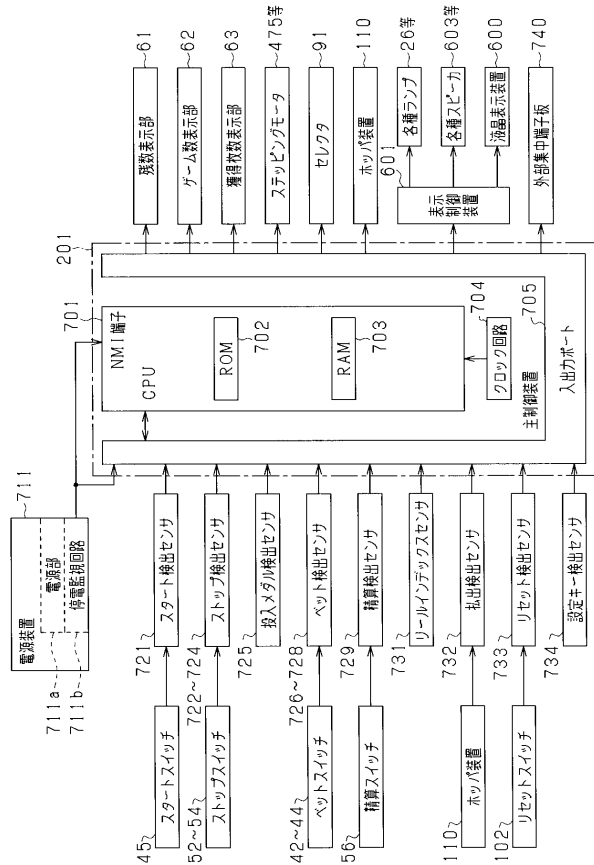 電源装置
711
電源部
711a
停電監視回路
711b
201
45
スタートスイッチ
721
スタート検出センサ
52~54
ストップスイッチ
722~724
ストップ検出センサ
725
投入メダル検出センサ
42~44
ベットスイッチ
726~728
ベット検出センサ
56
精算スイッチ
729
精算検出センサ
731
リールインデックスセンサ
110
ホッパ装置
732
払出検出センサ
102
リセットスイッチ
733
リセット検出センサ
734
設定キー検出センサ
701
NMI端子
CPU
ROM
702
RAM
703
クロック回路
704
主制御装置
705
入出力ポート
残数表示部
61
ゲーム数表示部
62
獲得枚数表示部
63
ステッピングモータ
475等
セレクタ
91
ホッパ装置
110
601
表示
制御
装置
各種ランプ
26等
各種スピーカ
603等
液晶表示装置
600
外部集中端子板
740